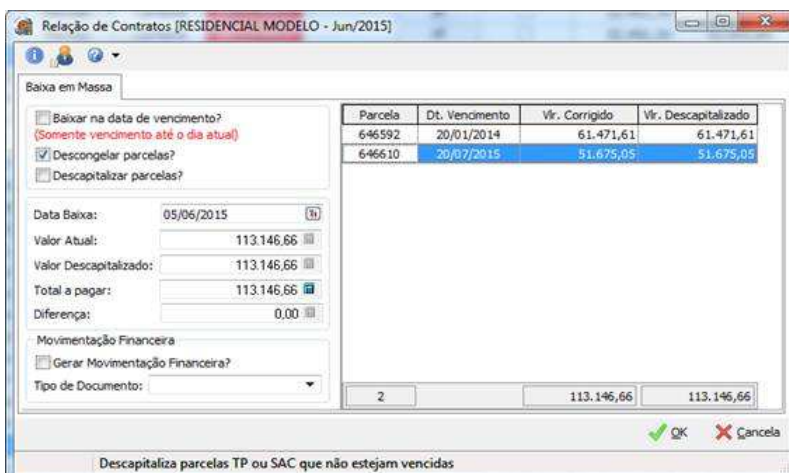 Relação de Contratos [RESIDENCIAL MODELO - Jun/2015]
Baixa em Massa
Baixar na data de vencimento?
(Somente vencimento até o dia atual)
Descongelar parcelas?
Descapitalizar parcelas?
Data Baixa: 05/06/2015
Valor Atual: 113.146,66
Valor Descapitalizado: 113.146,66
Total a pagar: 113.146,66
Diferença: 0,00
Movimentação Financeira
Gerar Movimentação Financeira?
Tipo de Documento:
Parcela Dt. Vencimento Vlr. Corrigido Vlr. Descapitalizado
646592 20/01/2014 61.471,61 61.471,61
646610 20/07/2015 51.675,05 51.675,05
2 113.146,66 113.146,66
OK Cancela
Descapitaliza parcelas TP ou SAC que não estejam vencidas